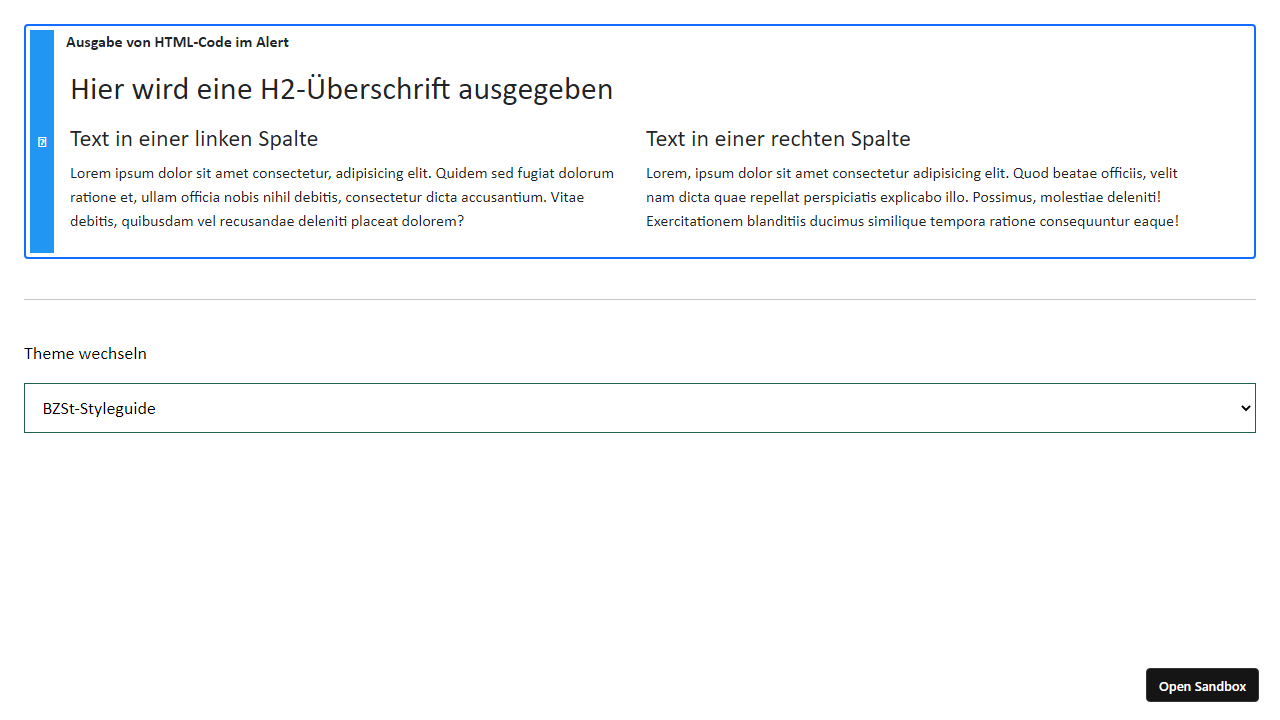 Ausgabe von HTML-Code im Alert
Hier wird eine H2-Überschrift ausgegeben
Text in einer linken Spalte
Lorem ipsum dolor sit amet consectetur, adipisicing elit. Quidem sed fugiat dolorum
ratione et, ullam officia nobis nihil debitis, consectetur dicta accusantium. Vitae
debitis, quibusdam vel recusandae deleniti placeat dolorem?
Text in einer rechten Spalte
Lorem, ipsum dolor sit amet consectetur adipisicing elit. Quod beatae officiis, velit
nam dicta quae repellat perspiciatis explicabo illo. Possimus, molestiae deleniti!
Exercitationem blanditiis ducimus similique tempora ratione consequuntur eaque!
Theme wechseln
BZSt-Styleguide
Open Sandbox